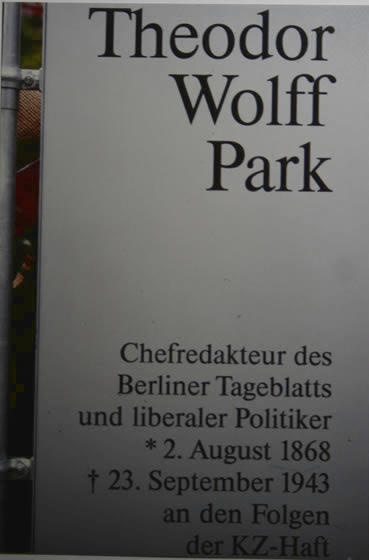 Theodor
Wolff
Park
Chefredakteur des
Berliner Tageblatts
und liberaler Politiker
* 2. August 1868
† 23. September 1943
an den Folgen
der KZ-Haft